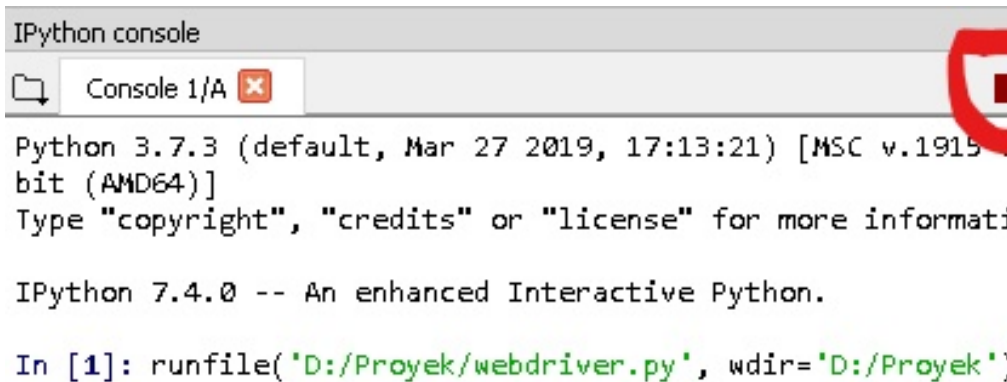 IPython console
Console 1/A
Python 3.7.3 (default, Mar 27 2019, 17:13:21) [MSC v.1915
bit (AMD64)]
Type "copyright", "credits" or "license" for more
IPython 7.4.0 -- An enhanced Interactive Python.
In [1]: runfile('D:/Proyek/webdriver.py', wdir='D:/Proyek')